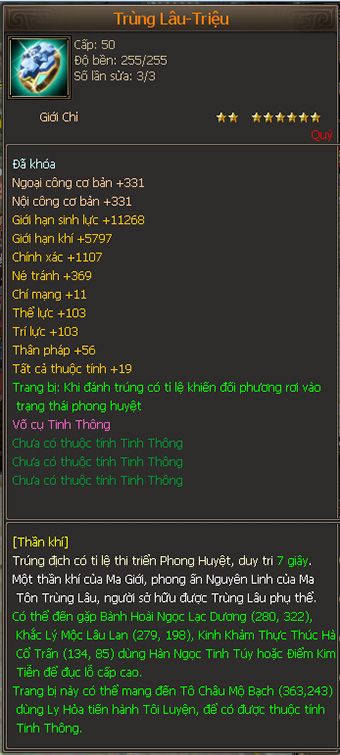 Trùng Lâu-Triệu
Cấp: 50
Độ bền: 255/255
Số lần sửa: 3/3
Giới Chi
Quý
Đã khóa
Ngoại công cơ bản +331
Nội công cơ bản +331
Giới hạn sinh lực +11268
Giới hạn khí +5797
Chính xác +1107
Né tránh +369
Chí mạng +11
Thể lực +103
Trí lực +103
Thân pháp +56
Tất cả thuộc tính +19
Trang bị: Khi đánh trúng có tỉ lệ khiến đối phương rơi vào
trạng thái phong huyệt
Võ cụ Tinh Thông
Chưa có thuộc tính Tinh Thông
Chưa có thuộc tính Tinh Thông
Chưa có thuộc tính Tinh Thông
[Thần khí]
Trúng địch có tỉ lệ thi triển Phong Huyệt, duy trì 7 giây.
Một thần khí của Ma Giới, phong ấn Nguyên Linh của Ma
Tôn Trùng Lâu, người sở hữu được Trùng Lâu phụ thể.
Có thể đến gặp Bành Hoài Ngọc Lạc Dương (280, 322),
Khắc Lý Mộc Lâu Lan (279, 198), Kinh Khảm Thực Thúc Hà
Cổ Trấn (134, 85) dùng Hàn Ngọc Tinh Túy hoặc Điểm Kim
Tiễn để đục lỗ cấp cao.
Trang bị này có thể mang đến Tô Châu Mộ Bạch (363,243)
dùng Ly Hỏa tiến hành Tôi Luyện, để có được thuộc tính
Tinh Thông.